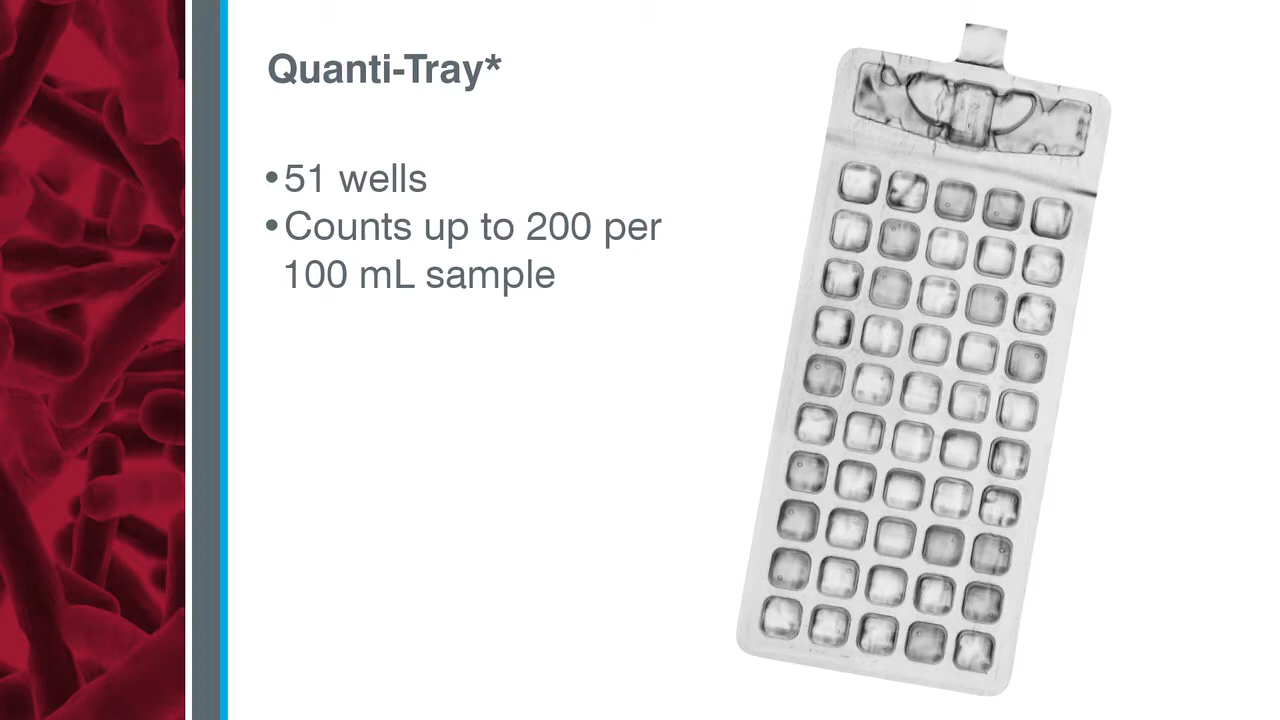 Quanti-Tray*
•51 wells
•Counts up to 200 per
100 mL sample